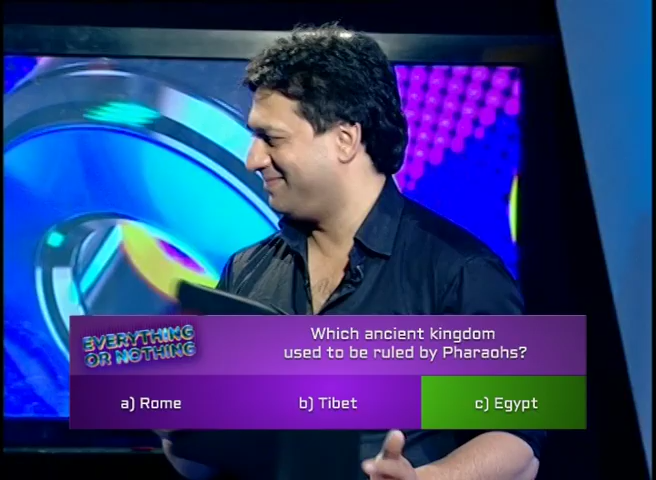 EVERYTHING
OR NOTHING
Which ancient kingdom
used to be ruled by Pharaohs?
a) Rome
b) Tibet
c) Egypt